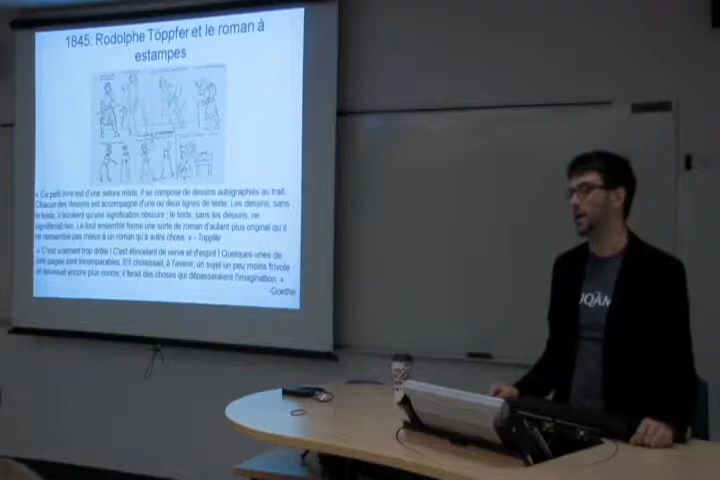 1845: Rodolphe Töppfer et le roman à
estampes
« Ce petit livre est d'une nature mixte. Il se compose de dessins autographiés au trait.
Chacun des dessins est accompagné d'une ou deux lignes de texte. Les dessins, sans
le texte, n'auraient qu'une signification obscure ; le texte, sans les dessins, ne
signifierait rien. Le tout ensemble forme une sorte de roman d'autant plus original qu'il
ne ressemble pas mieux à un roman qu'à autre chose. » - Toppfer
« C'est vraiment trop drôle ! C'est étincelant de verve et d'esprit ! Quelques-unes de
ces pages sont incomparables. S'il choisissait, à l'avenir, un sujet un peu moins frivole
et devenait encore plus concis, il ferait des choses qui dépasseraient l'imagination. »
-Goethe
UQÀM